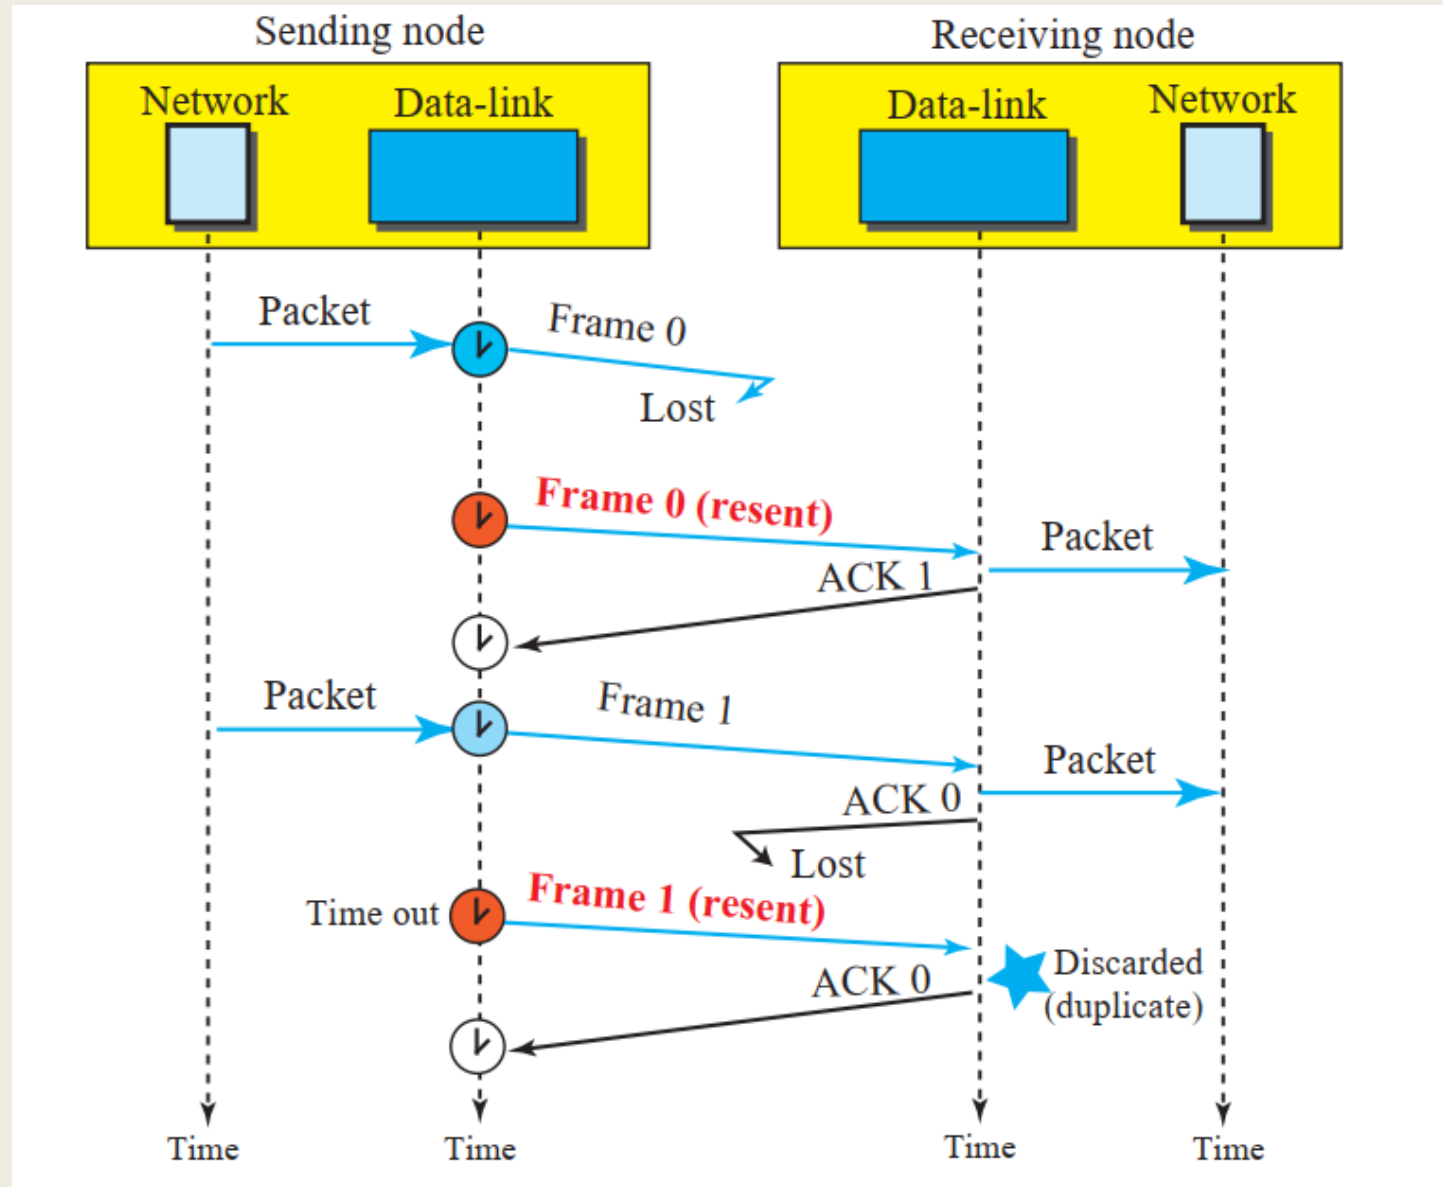 Sending node
Receiving node
Network
Data-link
Data-link
Network
Packet
Frame 0
Lost
Frame 0 (resent)
Packet
ACK 1
Packet
Frame 1
Packet
ACK 0
Lost
Time out
Frame 1 (resent)
Discarded
(duplicate)
ACK 0
Time
Time
Time
Time